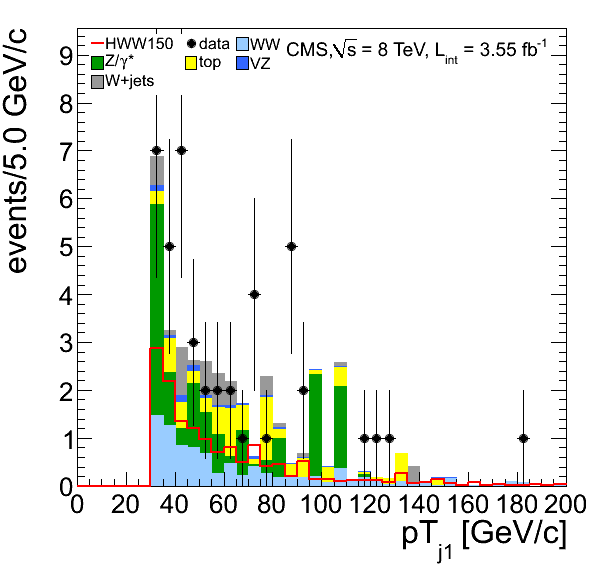 HWW150 data WW CMS,√s = 8 TeV, L_int = 3.55 fb^-1
Z/γ* top VZ
W+jets
events/5.0 GeV/c
9
8
7
6
5
4
3
2
1
0
0 20 40 60 80 100 120 140 160 180 200
pT_j1 [GeV/c]